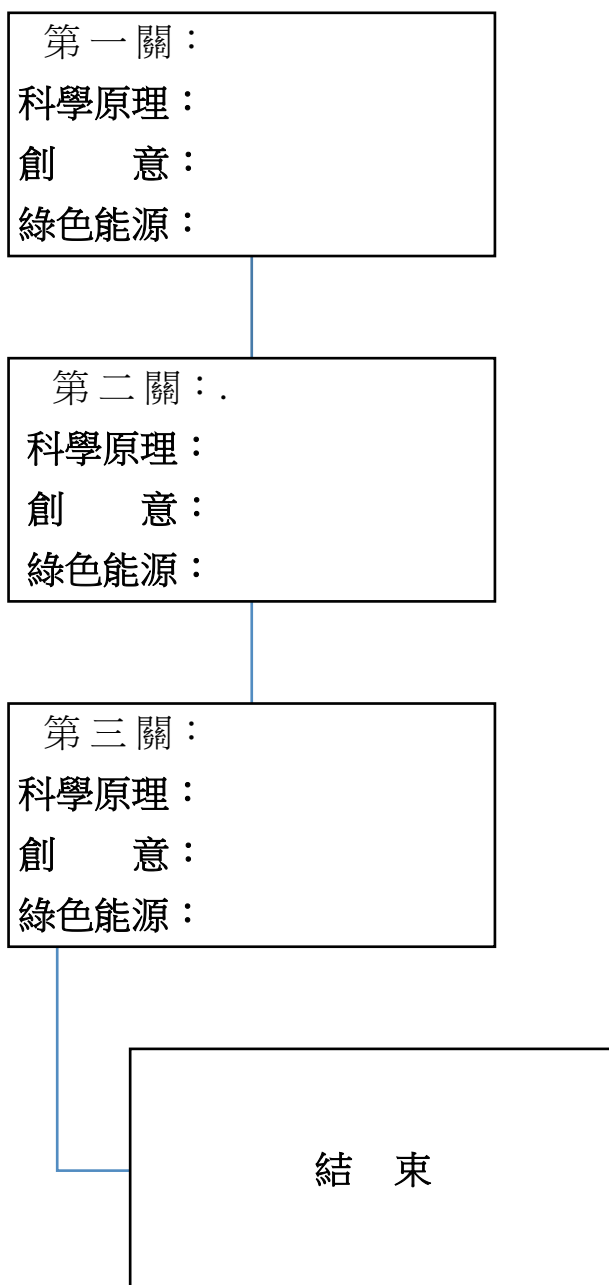 第一關：
科學原理：
創　　意：
綠色能源：
第二關：.
科學原理：
創　　意：
綠色能源：
第三關：
科學原理：
創　　意：
綠色能源：
結　束